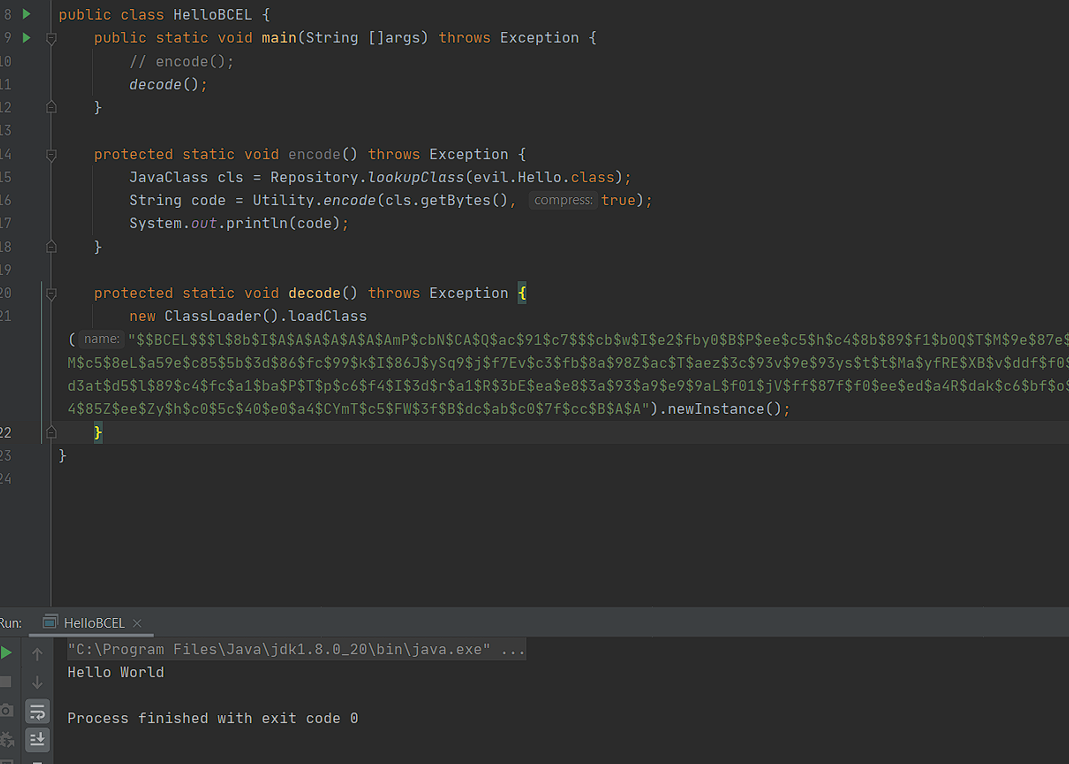 8 public class HelloBCEL {
9 public static void main(String []args) throws Exception {
10 // encode();
11 decode();
12 }
13
14 protected static void encode() throws Exception {
15 JavaClass cls = Repository.lookupClass(evil.Hello.class);
16 String code = Utility.encode(cls.getBytes(), compress: true);
17 System.out.println(code);
18 }
19
20 protected static void decode() throws Exception {
21 new ClassLoader().loadClass
( name: "$$BCEL$$$l$8b$I$A$A$A$A$A$A$AmP$cbN$CA$Q$ac$91$c7$$$cb$w$I$e2$fby0$B$P$ee$c5$h$c4$8b$89$f1$b0Q$T$M$9e$87e$
M$c5$8eL$a59e$c85$5b$3d$86$fc$99$k$I$86J$ySq9$j$f7Ev$c3$fb$8a$98Z$ac$T$aez$3c$93v$9e$93ys$t$t$Ma$yfRE$XB$v$ddf$f0$
d3at$d5$l$89$c4$fc$a1$ba$P$T$p$c6$f4$I$3d$r$a1$R$3bE$ea$e8$3a$93$a9$e9$9aL$f01$jV$ff$87f$f0$ee$ed$a4R$dak$c6$bf$o$
4$85Z$ee$Zy$h$c0$5c$40$e0$a4$CYmT$c5$FW$3f$B$dc$ab$c0$7f$cc$B$A$A").newInstance();
22 }
23 }
24
Run: HelloBCEL
"C:\Program Files\Java\jdk1.8.0_20\bin\java.exe" ...
Hello World
Process finished with exit code 0